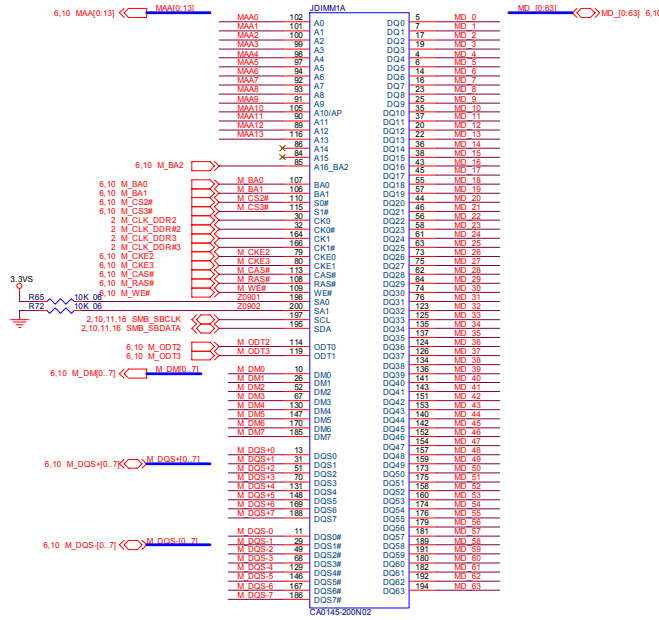 JDIMM1A
6,10 MAA[0:13]
MAA[0:13]
MAA0 102 A0
MAA1 101 A1
MAA2 100 A2
MAA3 99 A3
MAA4 98 A4
MAA5 97 A5
MAA6 94 A6
MAA7 92 A7
MAA8 93 A8
MAA9 91 A9
MAA10 105 A10/AP
MAA11 90 A11
MAA12 89 A12
MAA13 116 A13
86 A14
84 A15
6,10 M_BA2 85 A16_BA2
6,10 M_BA0 M_BA0 107 BA0
6,10 M_BA1 M_BA1 106 BA1
6,10 M_CS2# M_CS2# 110 S0#
6,10 M_CS3# M_CS3# 115 S1#
2 M_CLK_DDR2 30 CK0
2 M_CLK_DDR#2 32 CK0#
2 M_CLK_DDR3 164 CK1
2 M_CLK_DDR#3 166 CK1#
6,10 M_CKE2 M_CKE2 79 CKE0
6,10 M_CKE3 M_CKE3 80 CKE1
6,10 M_CAS# M_CAS# 113 CAS#
6,10 M_RAS# M_RAS# 108 RAS#
6,10 M_WE# M_WE# 109 WE#
3.3VS
R65 10K_06 Z0901 198 SA0
R72 10K_06 Z0902 200 SA1
2,10,11,16 SMB_SBCLK 197 SCL
2,10,11,16 SMB_SBDATA 195 SDA
6,10 M_ODT2 M_ODT2 114 ODT0
6,10 M_ODT3 M_ODT3 119 ODT1
6,10 M_DM[0..7] M_DM[0..7]
M_DM0 10 DM0
M_DM1 26 DM1
M_DM2 52 DM2
M_DM3 67 DM3
M_DM4 130 DM4
M_DM5 147 DM5
M_DM6 170 DM6
M_DM7 185 DM7
6,10 M_DQS+[0..7] M_DQS+[0..7]
M_DQS+0 13 DQS0
M_DQS+1 31 DQS1
M_DQS+2 51 DQS2
M_DQS+3 70 DQS3
M_DQS+4 131 DQS4
M_DQS+5 148 DQS5
M_DQS+6 169 DQS6
M_DQS+7 188 DQS7
6,10 M_DQS-[0..7] M_DQS-[0..7]
M_DQS-0 11 DQS0#
M_DQS-1 29 DQS1#
M_DQS-2 49 DQS2#
M_DQS-3 68 DQS3#
M_DQS-4 129 DQS4#
M_DQS-5 146 DQS5#
M_DQS-6 167 DQS6#
M_DQS-7 186 DQS7#
MD_[0:63]
MD_[0:63] 6,10
DQ0 5 MD_0
DQ1 7 MD_1
DQ2 17 MD_2
DQ3 19 MD_3
DQ4 4 MD_4
DQ5 6 MD_5
DQ6 14 MD_6
DQ7 16 MD_7
DQ8 23 MD_8
DQ9 25 MD_9
DQ10 35 MD_10
DQ11 37 MD_11
DQ12 20 MD_12
DQ13 22 MD_13
DQ14 36 MD_14
DQ15 38 MD_15
DQ16 43 MD_16
DQ17 45 MD_17
DQ18 55 MD_18
DQ19 57 MD_19
DQ20 44 MD_20
DQ21 46 MD_21
DQ22 56 MD_22
DQ23 58 MD_23
DQ24 61 MD_24
DQ25 63 MD_25
DQ26 73 MD_26
DQ27 75 MD_27
DQ28 62 MD_28
DQ29 64 MD_29
DQ30 74 MD_30
DQ31 76 MD_31
DQ32 123 MD_32
DQ33 125 MD_33
DQ34 135 MD_34
DQ35 137 MD_35
DQ36 124 MD_36
DQ37 126 MD_37
DQ38 134 MD_38
DQ39 136 MD_39
DQ40 141 MD_40
DQ41 143 MD_41
DQ42 151 MD_42
DQ43 153 MD_43
DQ44 140 MD_44
DQ45 142 MD_45
DQ46 152 MD_46
DQ47 154 MD_47
DQ48 157 MD_48
DQ49 159 MD_49
DQ50 173 MD_50
DQ51 175 MD_51
DQ52 158 MD_52
DQ53 160 MD_53
DQ54 174 MD_54
DQ55 176 MD_55
DQ56 179 MD_56
DQ57 181 MD_57
DQ58 189 MD_58
DQ59 191 MD_59
DQ60 180 MD_60
DQ61 182 MD_61
DQ62 192 MD_62
DQ63 194 MD_63
CA0145-200N02